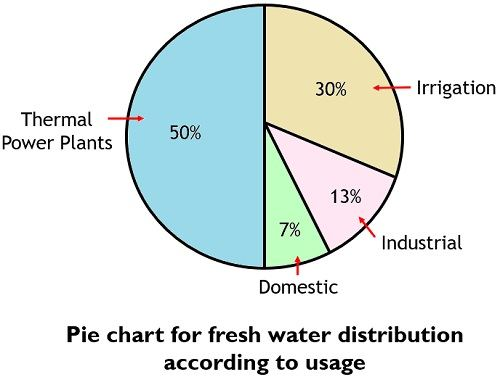 30%
Irrigation
Thermal
Power Plants
50%
13%
7%
Industrial
Domestic
Pie chart for fresh water distribution
according to usage